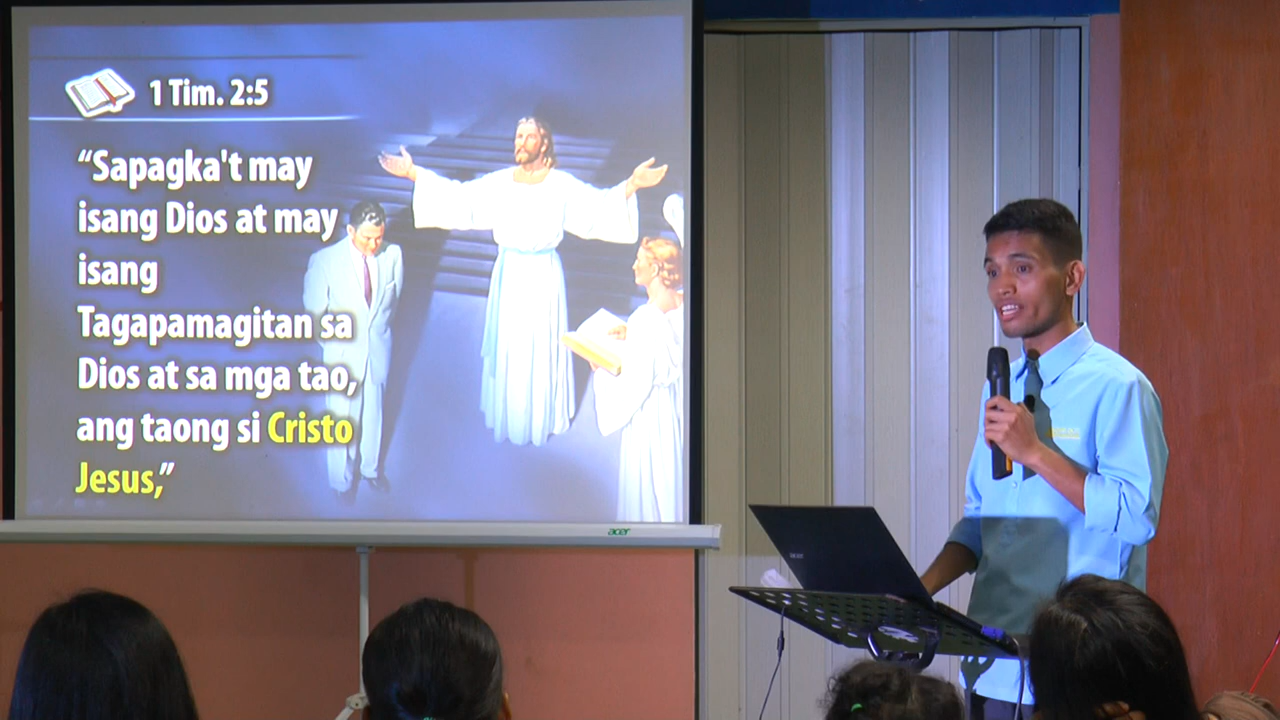 1 Tim. 2:5
“Sapagka't may
isang Dios at may
isang
Tagapamagitan sa
Dios at sa mga tao,
ang taong si Cristo
Jesus,”
acer